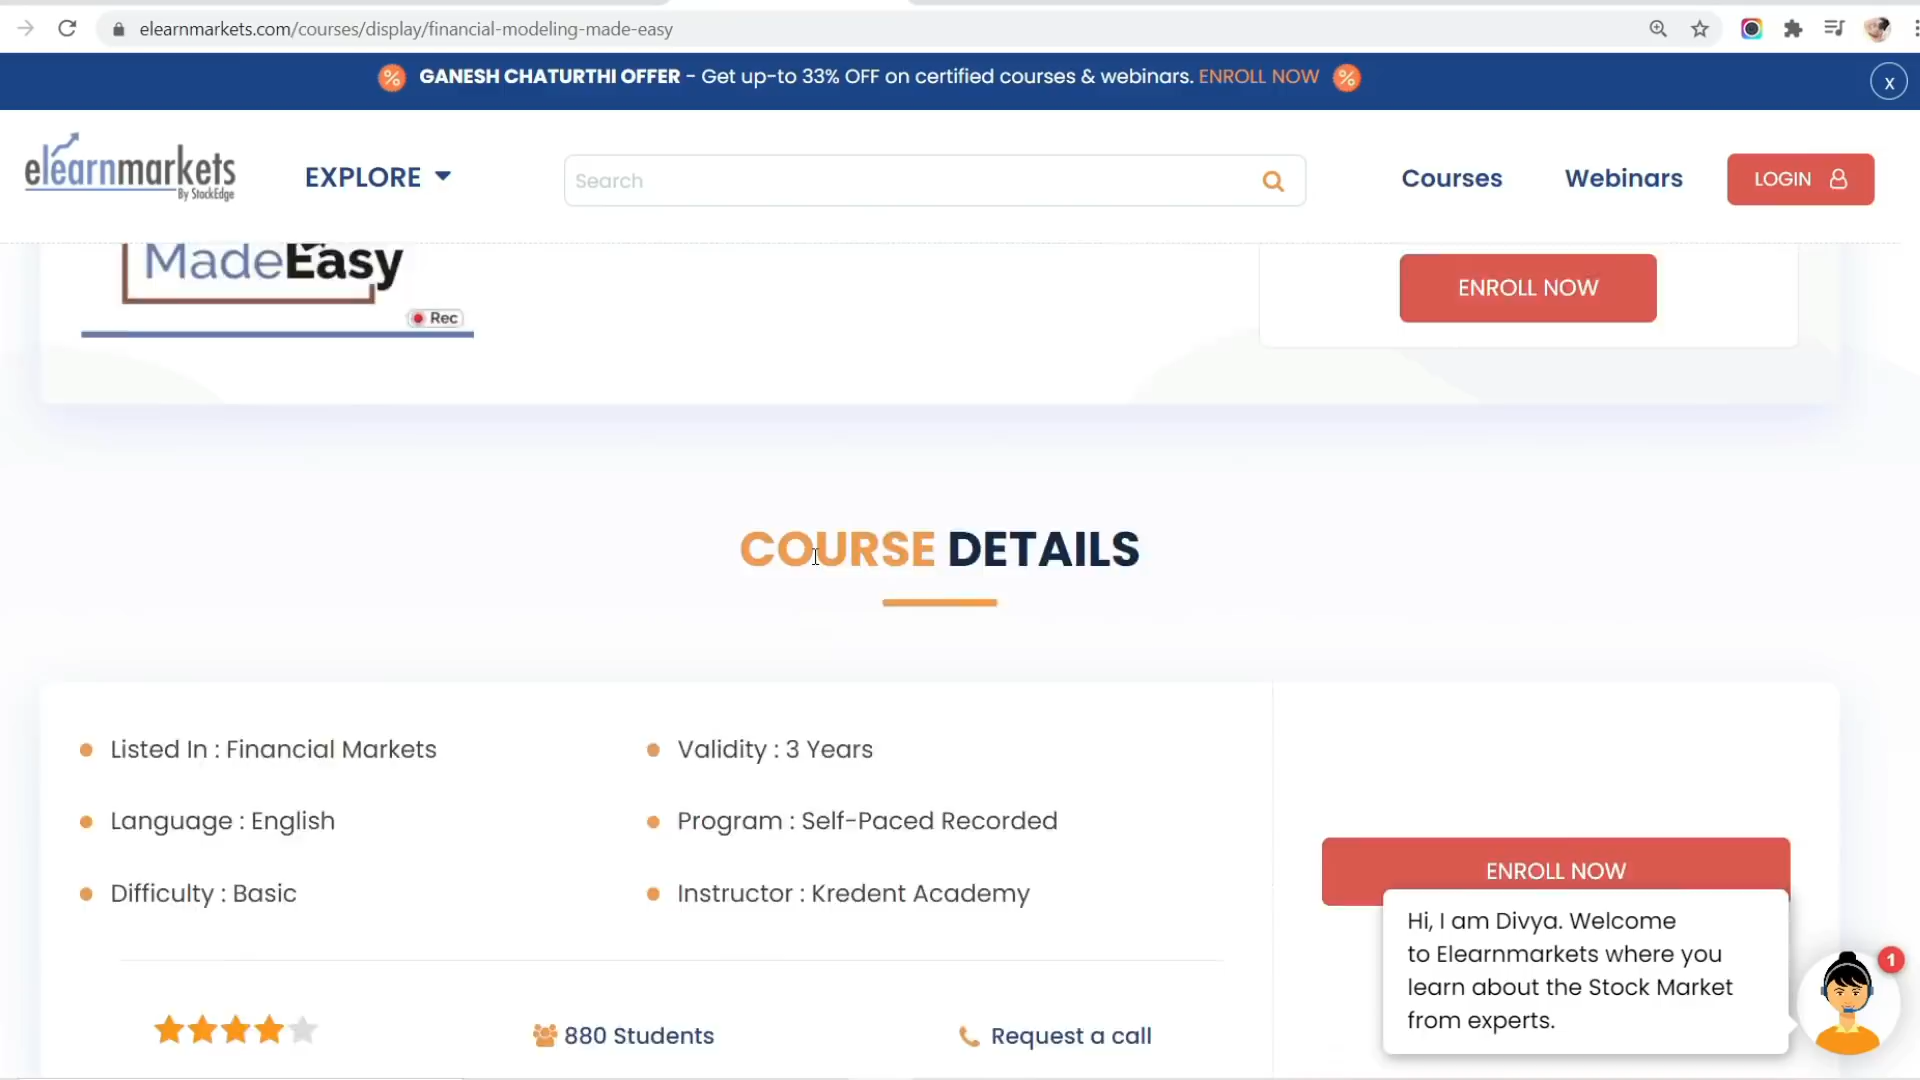 elearnmarkets.com/courses/display/financial-modeling-made-easy
GANESH CHATURTHI OFFER - Get up-to 33% OFF on certified courses & webinars. ENROLL NOW
x
elearnmarkets
By StockEdge
EXPLORE
Search
Courses
Webinars
LOGIN
MadeEasy
Rec
ENROLL NOW
COURSE DETAILS
Listed In : Financial Markets
Validity : 3 Years
Language : English
Program : Self-Paced Recorded
Difficulty : Basic
Instructor : Kredent Academy
ENROLL NOW
880 Students
Request a call
Hi, I am Divya. Welcome
to Elearnmarkets where you
learn about the Stock Market
from experts.
1